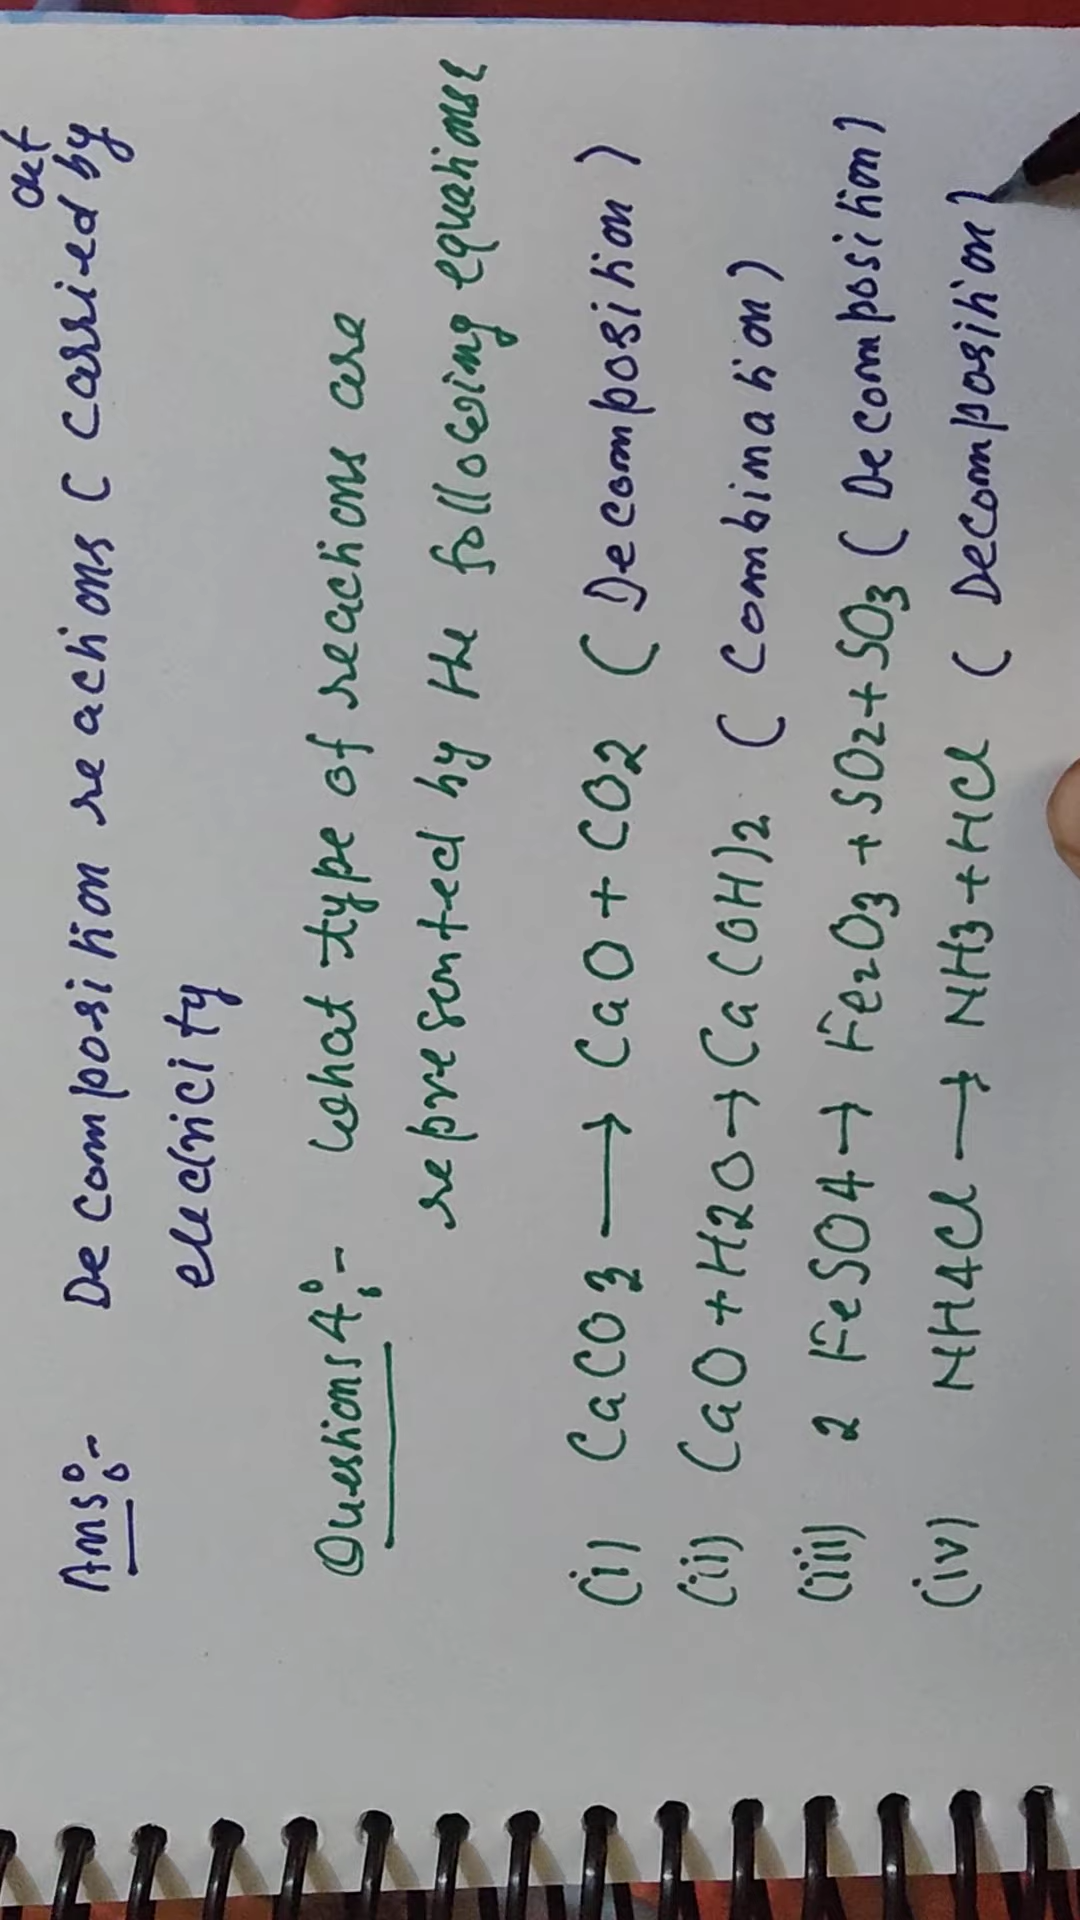 out
Ans:- Decomposition reactions ( carried by
electricity
Questions 4:- What type of reactions are
represented by the following equations :
(i) CaCO3 → CaO + CO2 ( Decomposition )
(ii) CaO + H2O → Ca(OH)2 ( Combination )
(iii) 2 FeSO4 → Fe2O3 + SO2 + SO3 ( Decomposition )
(iv) NH4Cl → NH3 + HCl ( Decomposition )